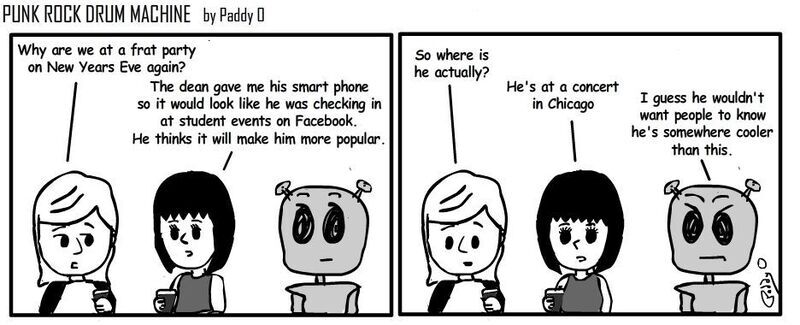 PUNK ROCK DRUM MACHINE by Paddy O
Why are we at a frat party
on New Years Eve again?
The dean gave me his smart phone
so it would look like he was checking in
at student events on Facebook.
He thinks it will make him more popular.
So where is
he actually?
He's at a concert
in Chicago
I guess he wouldn't
want people to know
he's somewhere cooler
than this.